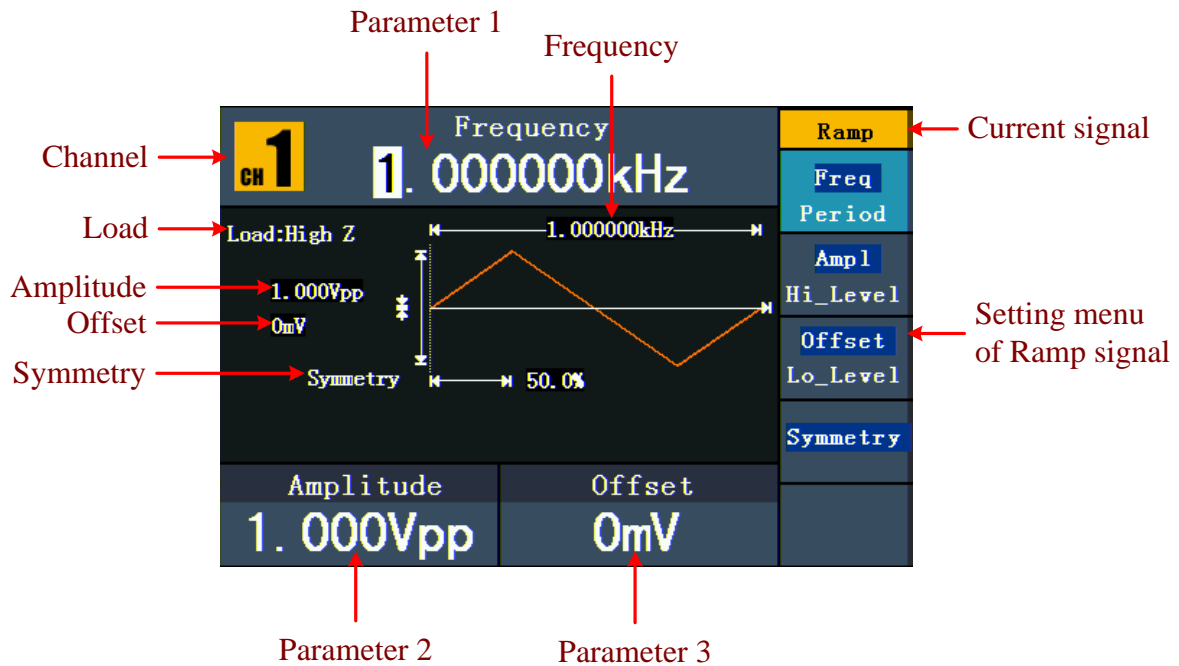 Parameter 1
Frequency
Channel
Load
Amplitude
Offset
Symmetry
CH 1
Frequency
1.000000kHz
Load:High Z
1.000000kHz
1.000Vpp
0mV
Symmetry
50.0%
Amplitude
1.000Vpp
Offset
0mV
Ramp
Freq
Period
Ampl
Hi_Level
Offset
Lo_Level
Symmetry
Current signal
Setting menu
of Ramp signal
Parameter 2
Parameter 3